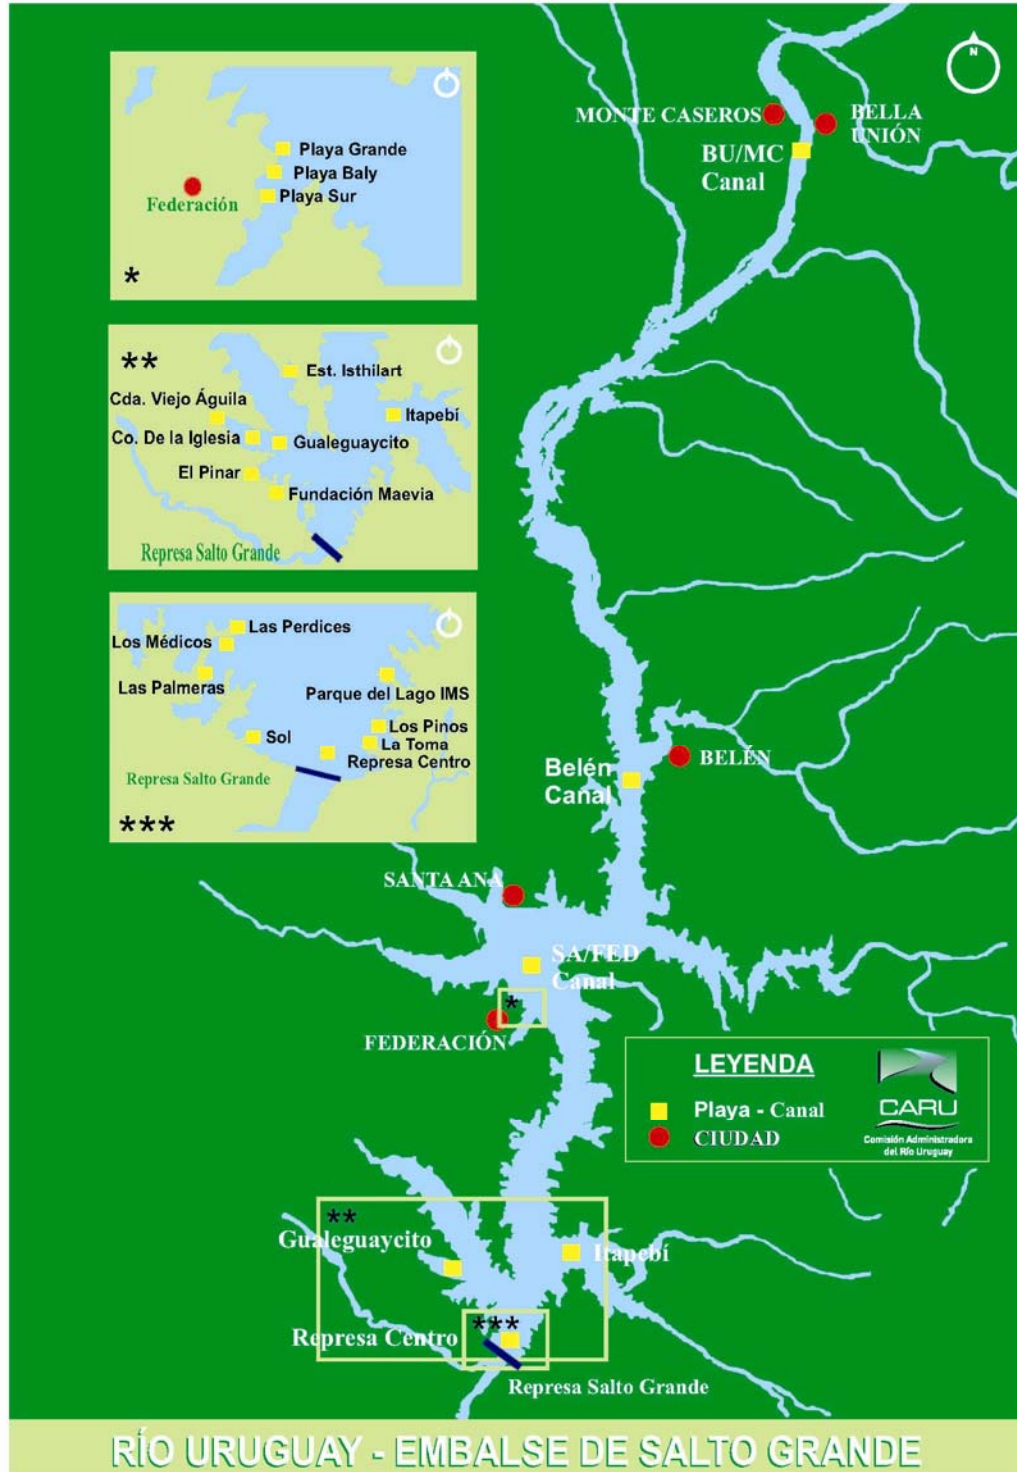 N
MONTE CASEROS
BELLA
UNIÓN
BU/MC
Canal
Playa Grande
Playa Baly
Playa Sur
Federación
*
**
Est. Isthilart
Cda. Viejo Águila
Itapebí
Co. De la Iglesia
Gualeguaycito
El Pinar
Fundación Maevia
Represa Salto Grande
Las Perdices
Los Médicos
Las Palmeras
Parque del Lago IMS
Los Pinos
Sol
La Toma
Represa Centro
Represa Salto Grande
***
BELÉN
Belén
Canal
SANTA ANA
SA/FED
Canal
*
FEDERACIÓN
LEYENDA
Playa - Canal
CIUDAD
CARU
Comisión Administradora
del Río Uruguay
**
Gualeguaycito
Itapebí
***
Represa Centro
Represa Salto Grande
RÍO URUGUAY - EMBALSE DE SALTO GRANDE